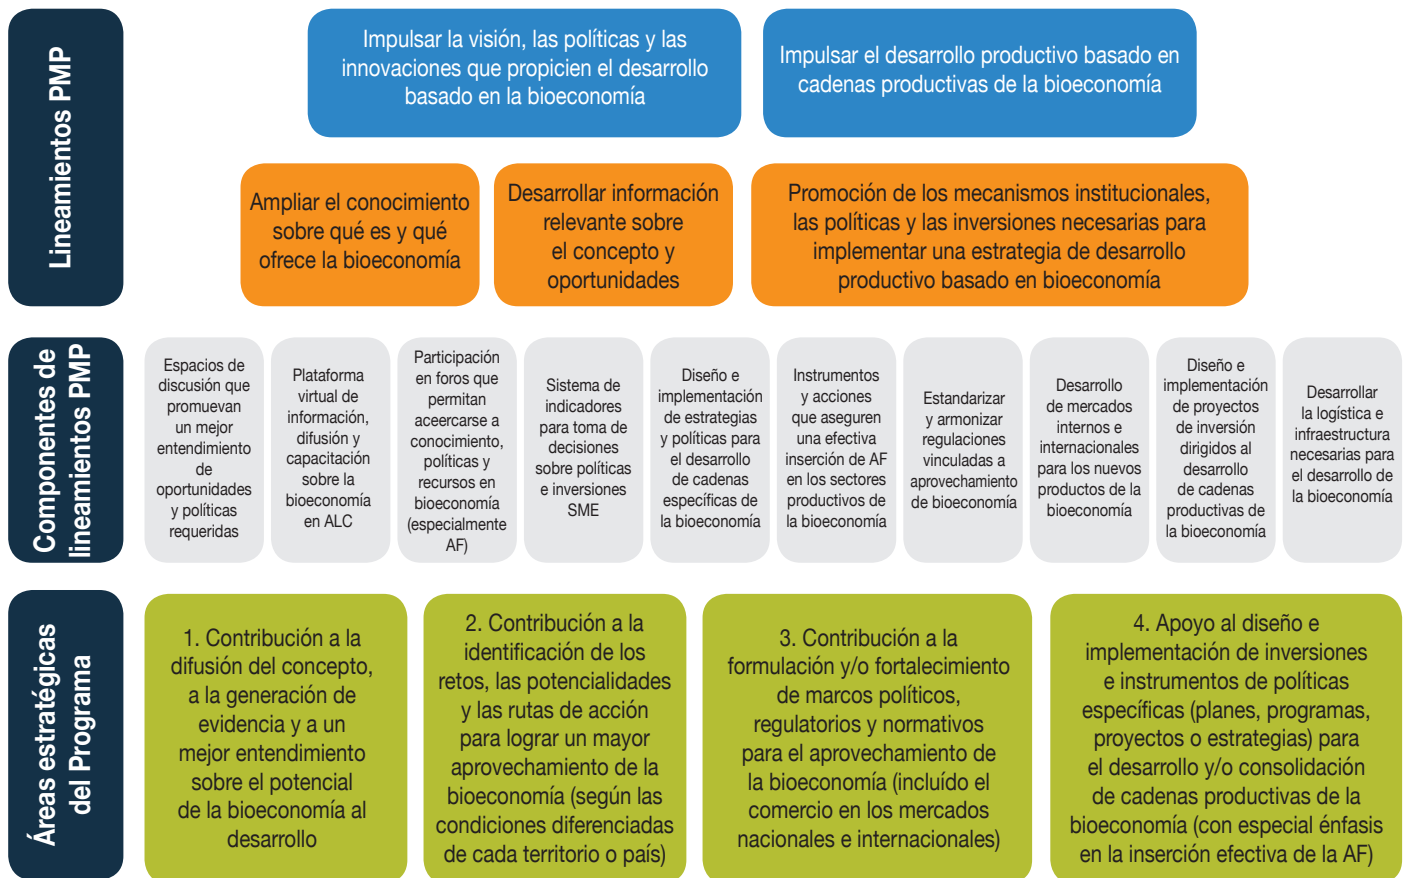 Lineamientos PMP
Impulsar la visión, las políticas y las
innovaciones que propicien el desarrollo
basado en la bioeconomía
Impulsar el desarrollo productivo basado en
cadenas productivas de la bioeconomía
Ampliar el conocimiento
sobre qué es y qué
ofrece la bioeconomía
Desarrollar información
relevante sobre
el concepto y
oportunidades
Promoción de los mecanismos institucionales,
las políticas y las inversiones necesarias para
implementar una estrategia de desarrollo
productivo basado en bioeconomía
Componentes de
lineamientos PMP
Espacios de
discusión que
promuevan
un mejor
entendimiento
de
oportunidades
y políticas
requeridas
Plataforma
virtual de
información,
difusión y
capacitación
sobre la
bioeconomía
en ALC
Participación
en foros que
permitan
aceercarse a
conocimiento,
políticas y
recursos en
bioeconomía
(especialmente
AF)
Sistema de
indicadores
para toma de
decisiones
sobre políticas
e inversiones
SME
Diseño e
implementación
de estrategias
y políticas para
el desarrollo
de cadenas
específicas de
la bioeconomía
Instrumentos
y acciones
que aseguren
una efectiva
inserción de AF
en los sectores
productivos de
la bioeconomía
Estandarizar
y armonizar
regulaciones
vinculadas a
aprovechamiento
de bioeconomía
Desarrollo
de mercados
internos e
internacionales
para los nuevos
productos de la
bioeconomía
Diseño e
implementación
de proyectos
de inversión
dirigidos al
desarrollo
de cadenas
productivas de
la bioeconomía
Desarrollar
la logística e
infraestructura
necesarias para
el desarrollo de
la bioeconomía
Áreas estratégicas
del Programa
1. Contribución a la
difusión del concepto,
a la generación de
evidencia y a un
mejor entendimiento
sobre el potencial
de la bioeconomía al
desarrollo
2. Contribución a la
identificación de los
retos, las potencialidades
y las rutas de acción
para lograr un mayor
aprovechamiento de la
bioeconomía (según las
condiciones diferenciadas
de cada territorio o país)
3. Contribución a la
formulación y/o fortalecimiento
de marcos políticos,
regulatorios y normativos
para el aprovechamiento de
la bioeconomía (incluído el
comercio en los mercados
nacionales e internacionales)
4. Apoyo al diseño e
implementación de inversiones
e instrumentos de políticas
específicas (planes, programas,
proyectos o estrategias) para
el desarrollo y/o consolidación
de cadenas productivas de la
bioeconomía (con especial énfasis
en la inserción efectiva de la AF)